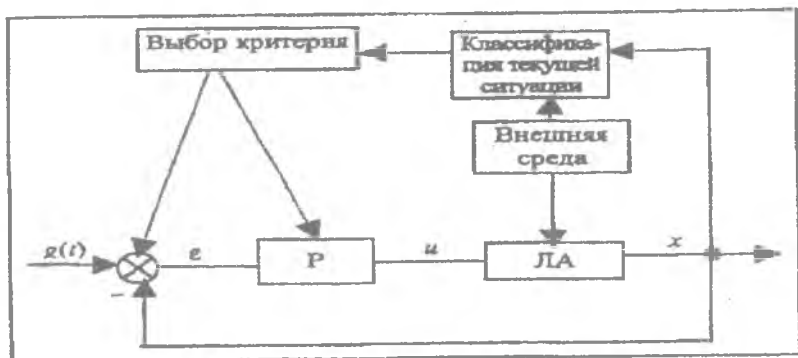 Выбор критерия
Классифика-
ция текущей
ситуации
Внешняя
среда
g(t)
e
Р
u
ЛА
x
−